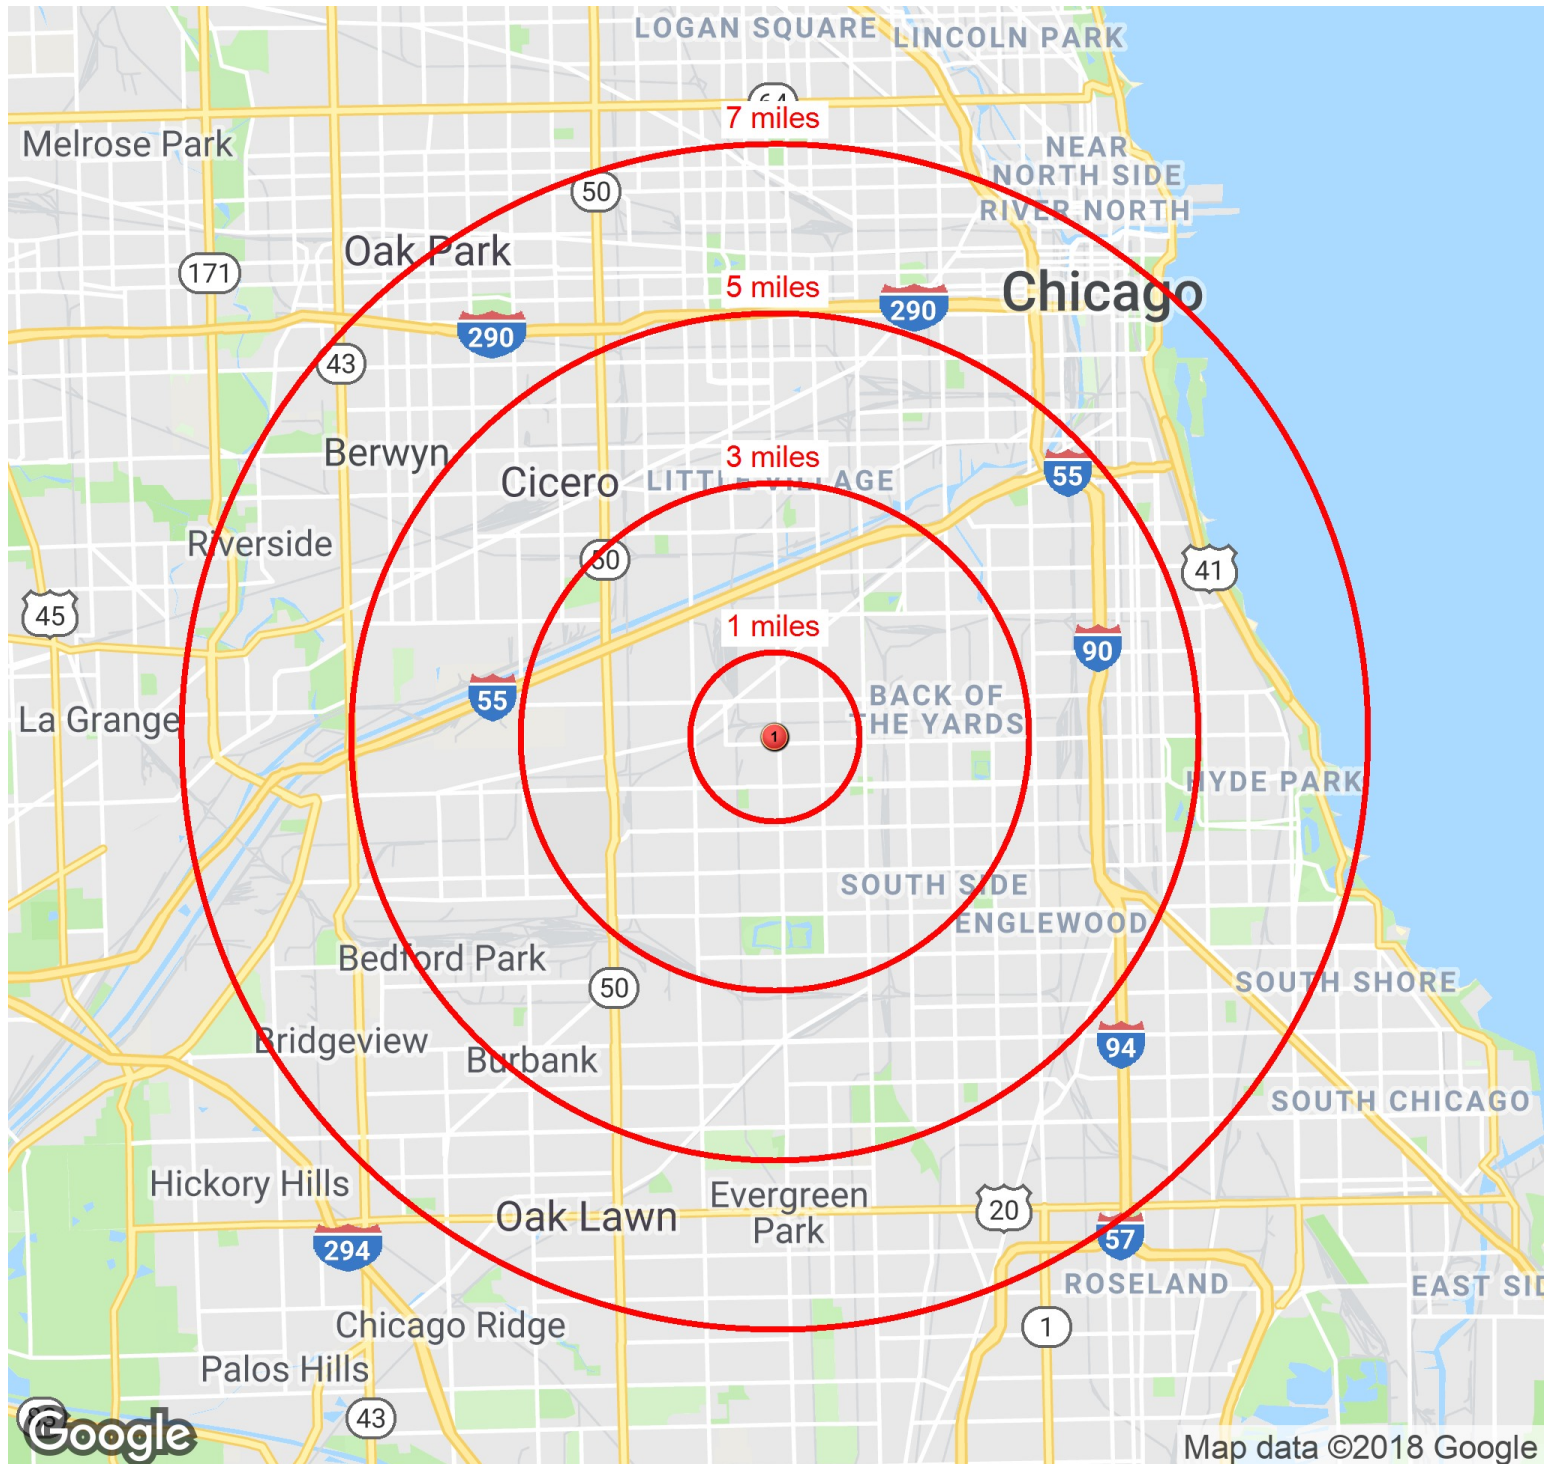 LOGAN SQUARE
LINCOLN PARK
64
7 miles
Melrose Park
NEAR
NORTH SIDE
50
RIVER NORTH
Oak Park
171
5 miles
Chicago
290
290
43
Berwyn
3 miles
Cicero
LITTLE VILLAGE
55
Riverside
50
41
45
1 miles
90
55
BACK OF
THE YARDS
La Grange
1
HYDE PARK
SOUTH SIDE
ENGLEWOOD
Bedford Park
50
SOUTH SHORE
Bridgeview
Burbank
94
SOUTH CHICAGO
Hickory Hills
Evergreen
Park
Oak Lawn
20
57
294
ROSELAND
EAST SID
Chicago Ridge
1
Palos Hills
43
Google
Map data ©2018 Google